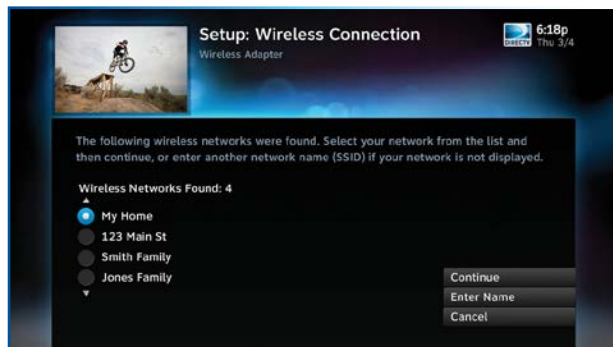 Setup: Wireless Connection
Wireless Adapter
DIRECTV
6:18p
Thu 3/4
The following wireless networks were found. Select your network from the list and
then continue, or enter another network name (SSID) if your network is not displayed.
Wireless Networks Found: 4
My Home
123 Main St
Smith Family
Jones Family
Continue
Enter Name
Cancel